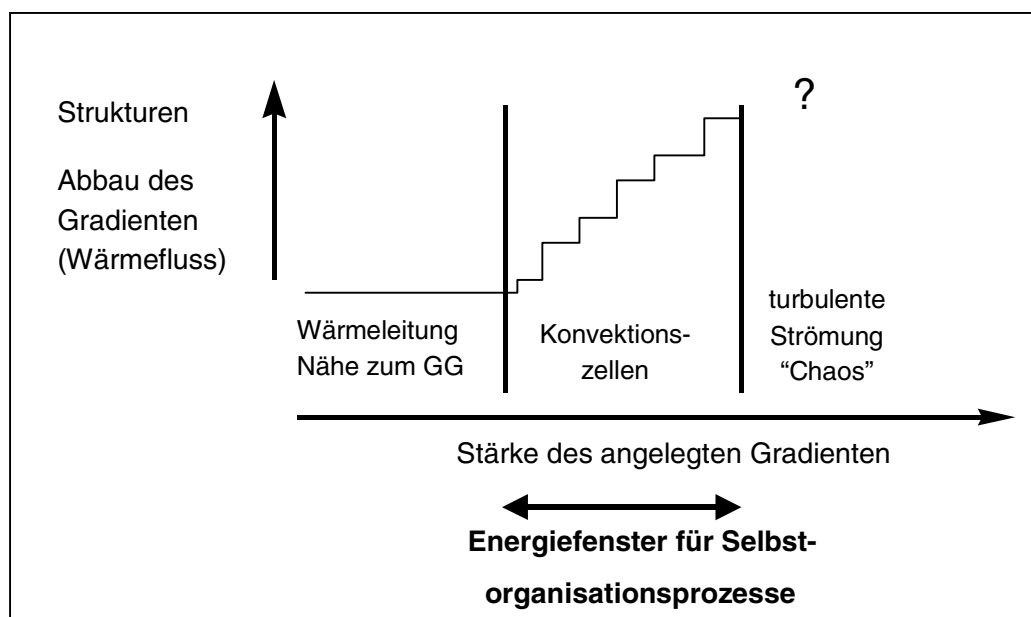 Strukturen
Abbau des
Gradienten
(Wärmefluss)
?
Wärmeleitung
Nähe zum GG
Konvektions-
zellen
turbulente
Strömung
“Chaos”
Stärke des angelegten Gradienten
Energiefenster für Selbst-
organisationsprozesse